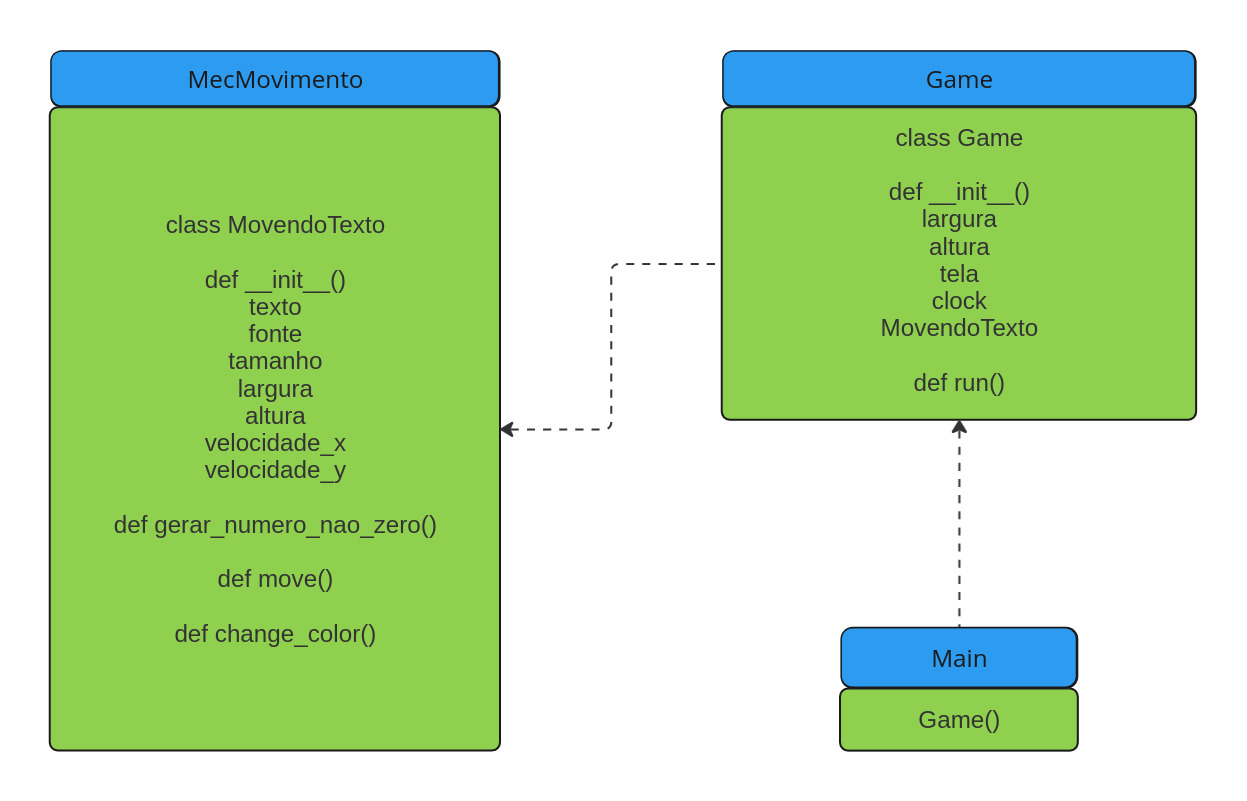 MecMovimento
class MovendoTexto
def __init__()
texto
fonte
tamanho
largura
altura
velocidade_x
velocidade_y
def gerar_numero_nao_zero()
def move()
def change_color()
Game
class Game
def __init__()
largura
altura
tela
clock
MovendoTexto
def run()
Main
Game()